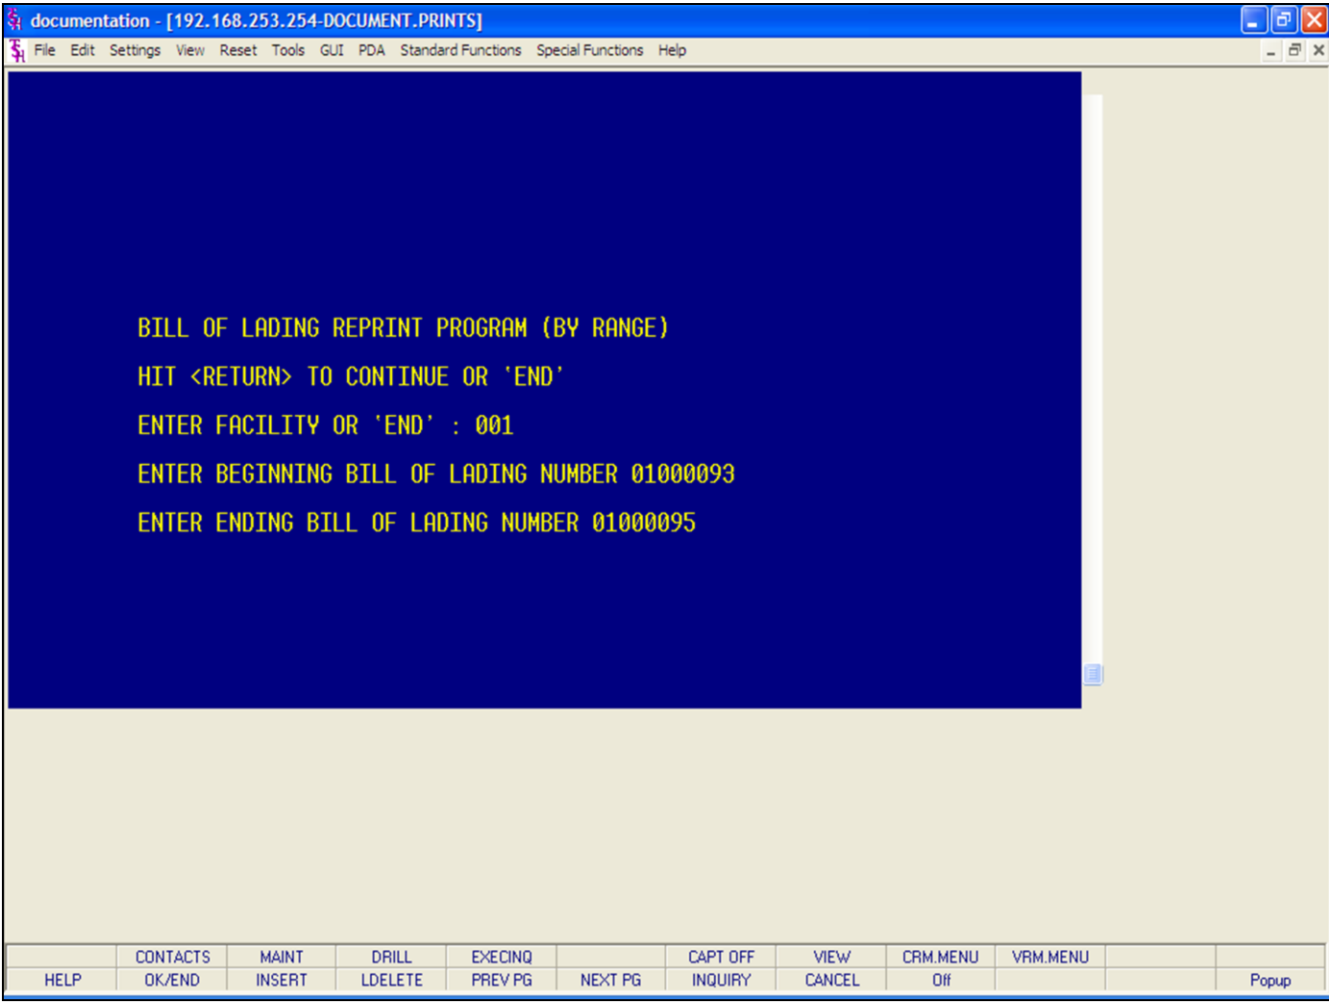 documentation - [192.168.253.254-DOCUMENT.PRINTS]
File Edit Settings View Reset Tools GUI PDA Standard Functions Special Functions Help
BILL OF LADING REPRINT PROGRAM (BY RANGE)
HIT <RETURN> TO CONTINUE OR 'END'
ENTER FACILITY OR 'END' : 001
ENTER BEGINNING BILL OF LADING NUMBER 01000093
ENTER ENDING BILL OF LADING NUMBER 01000095
CONTACTS MAINT DRILL EXECINQ CAPT OFF VIEW CRM.MENU VRM.MENU
HELP OK/END INSERT LDELETE PREV PG NEXT PG INQUIRY CANCEL Off Popup